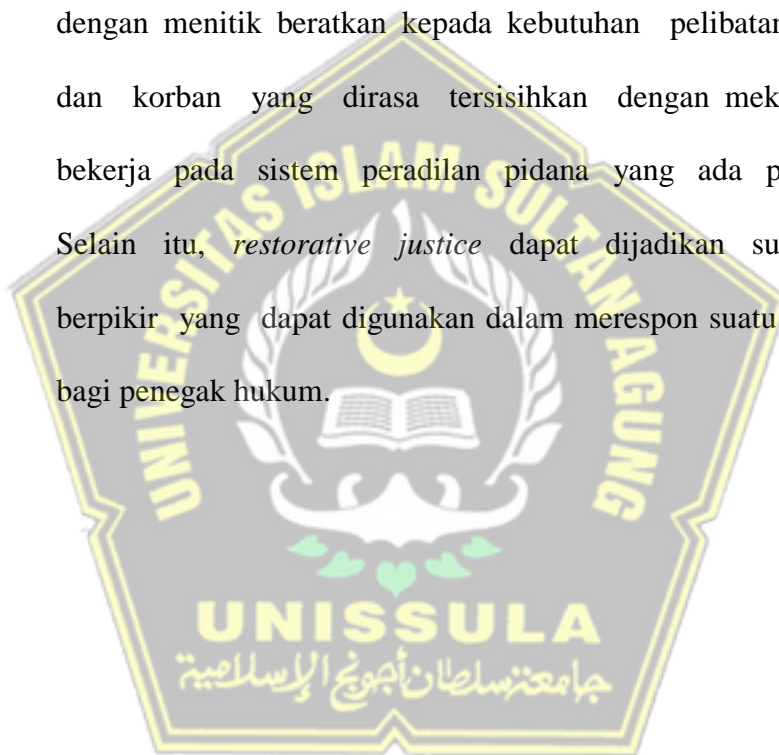 dengan menitik beratkan kepada kebutuhan pelibatan
dan korban yang dirasa tersisihkan dengan mek
bekerja pada sistem peradilan pidana yang ada p
Selain itu, restorative justice dapat dijadikan su
berpikir yang dapat digunakan dalam merespon suatu
bagi penegak hukum.
UNIVERSITAS ISLAM SULTAN AGUNG
UNISSULA
جامعة سلطان أجونج الإسلامية